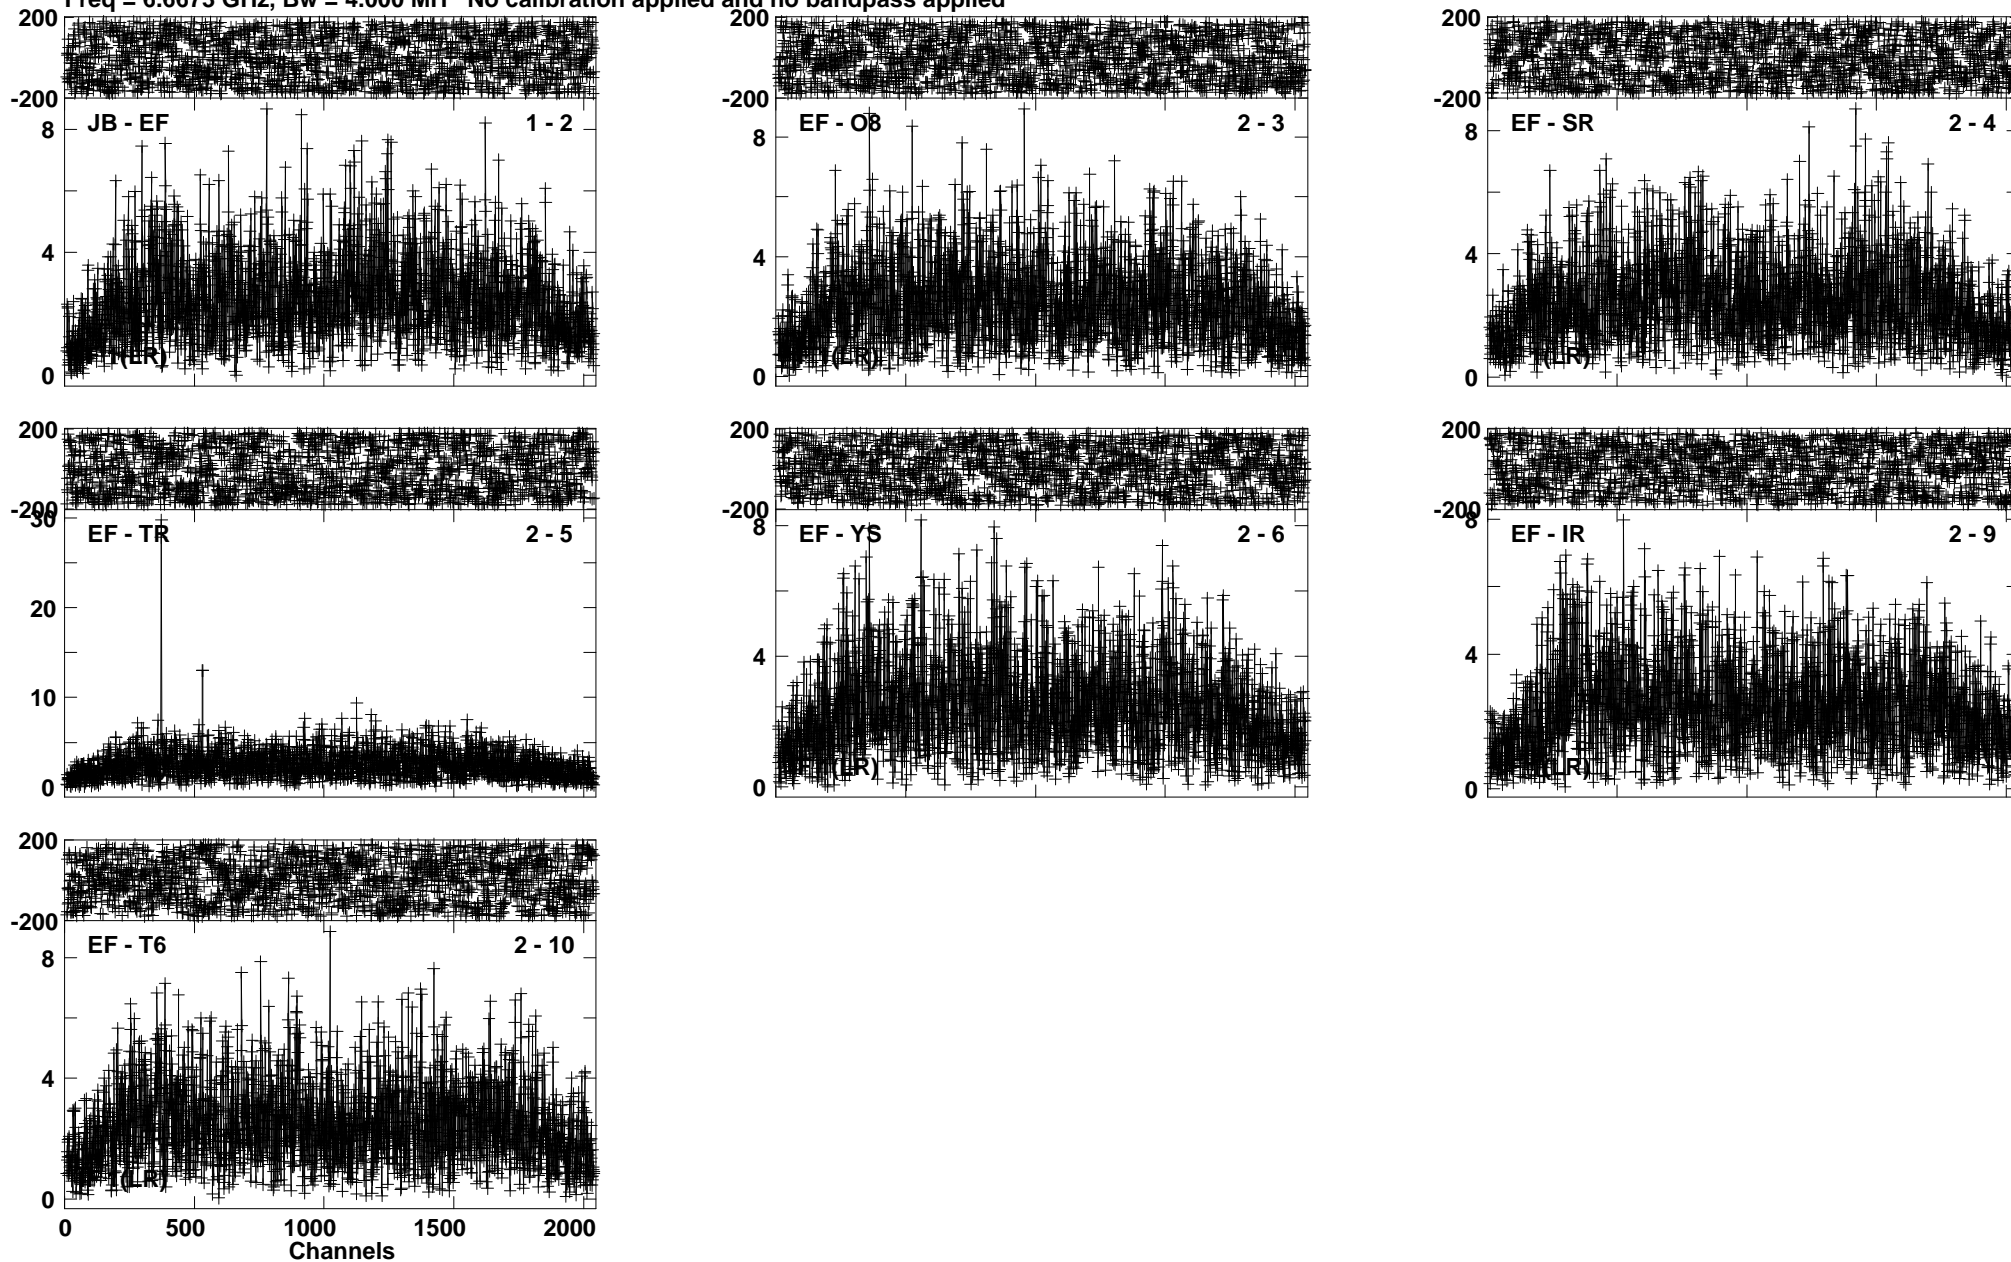 Freq = 6.6673 GHz, Bw = 4.000 MH No calibration applied and no bandpass applied
200
-200
JB - EF 1 - 2
8
4
0
(LR)
200
-200
EF - O8 2 - 3
8
4
0
(LR)
200
-200
EF - SR 2 - 4
8
4
0
(LR)
200
-200
30
EF - TR 2 - 5
20
10
0
200
-200
8
EF - YS 2 - 6
4
0
(LR)
200
-200
8
EF - IR 2 - 9
4
0
(LR)
200
-200
EF - T6 2 - 10
8
4
0
(LR)
0 500 1000 1500 2000
Channels